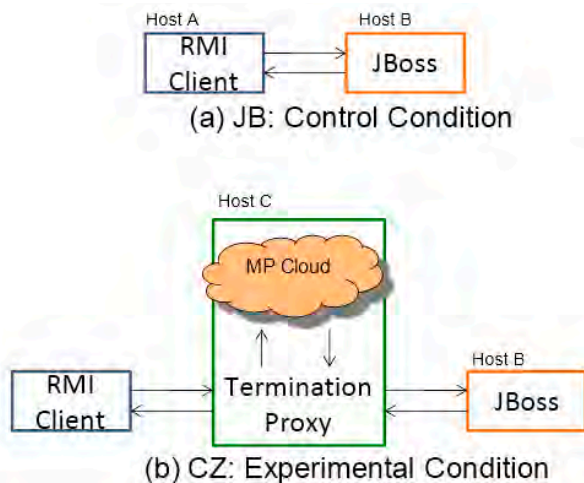 Host A
Host B
RMI
Client
JBoss
(a) JB: Control Condition
Host C
MP Cloud
RMI
Client
Termination
Proxy
Host B
JBoss
(b) CZ: Experimental Condition